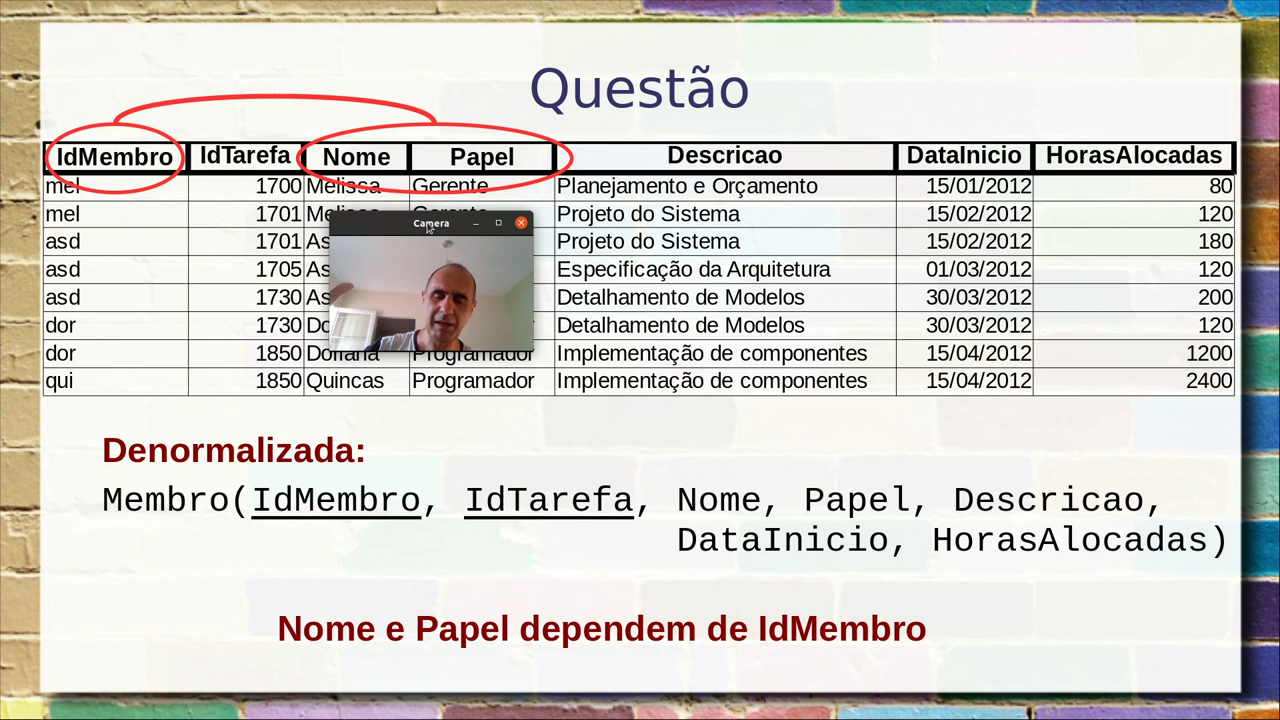 Questão
IdMembro IdTarefa Nome Papel Descricao DataInicio HorasAlocadas
mel 1700 Melissa Gerente Planejamento e Orçamento 15/01/2012 80
mel 1701 Projeto do Sistema 15/02/2012 120
Camera
asd 1701 As Projeto do Sistema 15/02/2012 180
asd 1705 As Especificação da Arquitetura 01/03/2012 120
asd 1730 As Detalhamento de Modelos 30/03/2012 200
dor 1730 Do Detalhamento de Modelos 30/03/2012 120
dor 1850 Doriana Programador Implementação de componentes 15/04/2012 1200
qui 1850 Quincas Programador Implementação de componentes 15/04/2012 2400
Denormalizada:
Membro(IdMembro, IdTarefa, Nome, Papel, Descricao,
DataInicio, HorasAlocadas)
Nome e Papel dependem de IdMembro